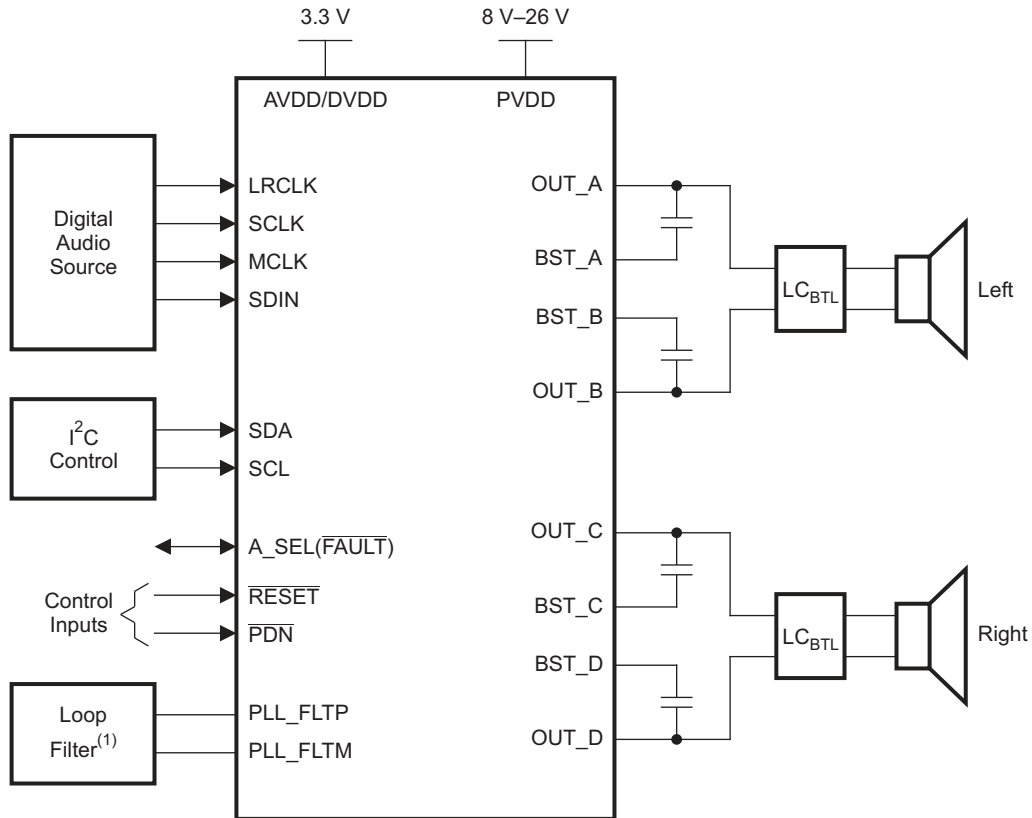 3.3 V
8 V–26 V
AVDD/DVDD
PVDD
Digital
Audio
Source
LRCLK
SCLK
MCLK
SDIN
I²C
Control
SDA
SCL
A_SEL(FAULT)
Control
Inputs
RESET
PDN
Loop
Filter(1)
PLL_FLTP
PLL_FLTM
OUT_A
BST_A
BST_B
OUT_B
LCBTL
Left
OUT_C
BST_C
BST_D
OUT_D
LCBTL
Right